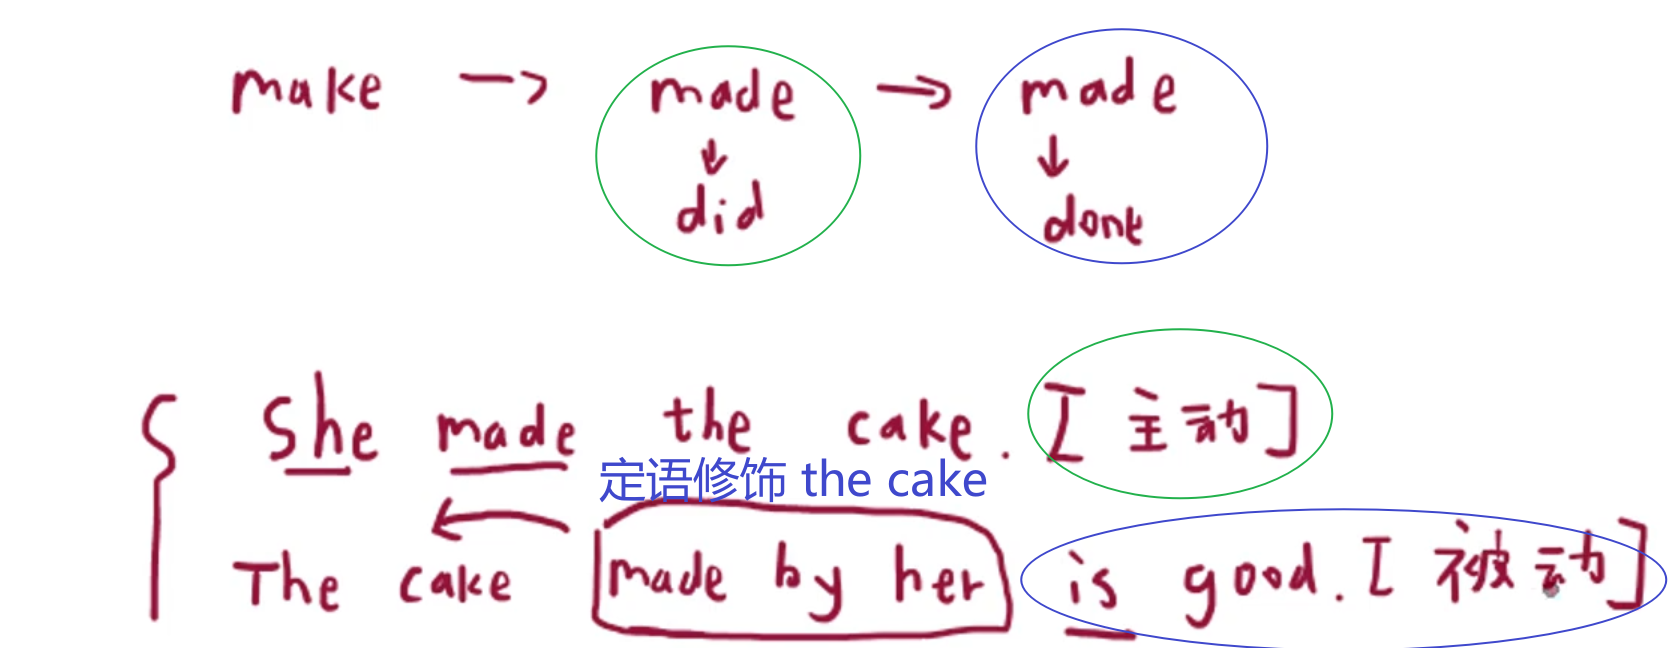 make → made → made
↓ ↓
did done
She made the cake. [主动]
定语修饰 the cake
The cake made by her is good. [被动]